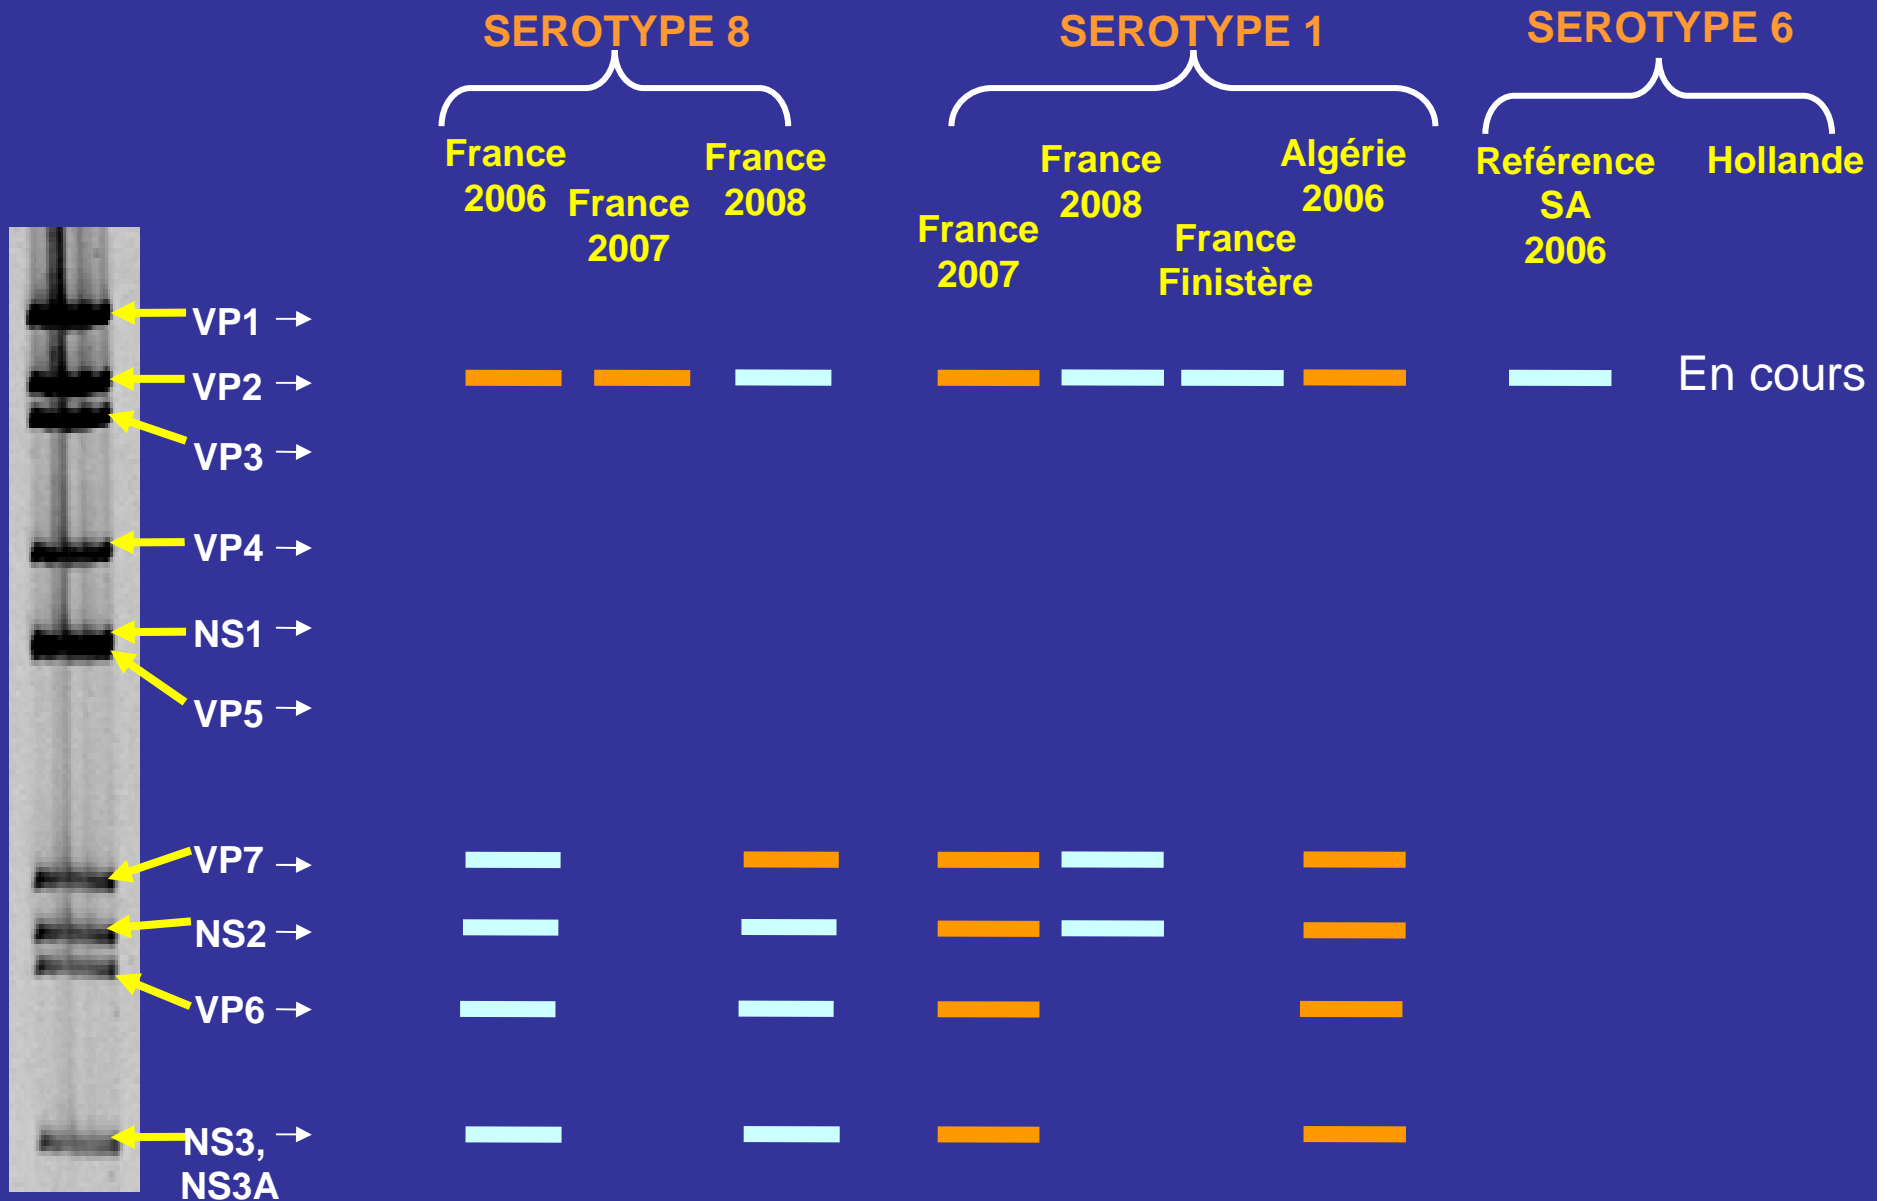 SEROTYPE 8
SEROTYPE 1
SEROTYPE 6
France
2006
France
2007
France
2008
France
2007
France
2008
France
Finistère
Algérie
2006
Reférence
SA
2006
Hollande
VP1
VP2
En cours
VP3
VP4
NS1
VP5
VP7
NS2
VP6
NS3,
NS3A